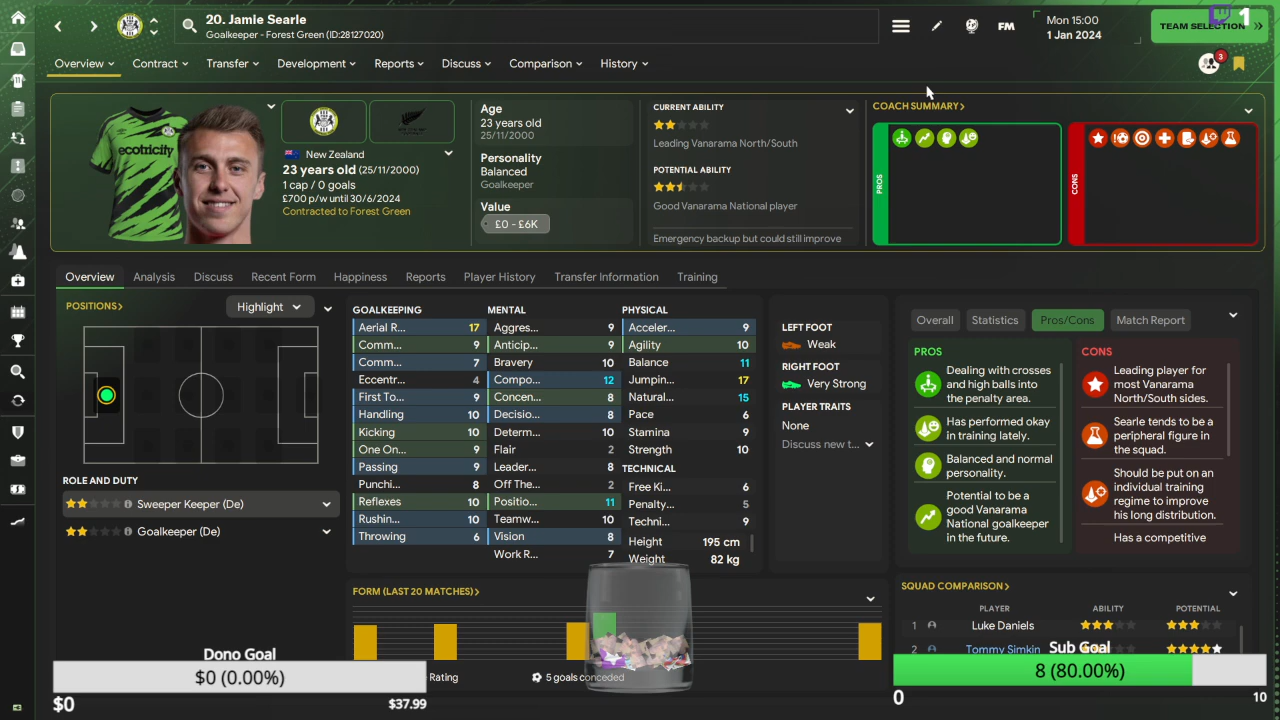 20. Jamie Searle
Goalkeeper - Forest Green (ID:28127020)
FM
Mon 15:00
1 Jan 2024
TEAM SELECTION
1
Overview
Contract
Transfer
Development
Reports
Discuss
Comparison
History
3
ecotricity
New Zealand
23 years old (25/11/2000)
1 cap / 0 goals
£700 p/w until 30/6/2024
Contracted to Forest Green
Age
23 years old
25/11/2000
Personality
Balanced
Goalkeeper
Value
£0 - £6K
CURRENT ABILITY
Leading Vanarama North/South
POTENTIAL ABILITY
Good Vanarama National player
Emergency backup but could still improve
COACH SUMMARY
PROS
CONS
Overview
Analysis
Discuss
Recent Form
Happiness
Reports
Player History
Transfer Information
Training
POSITIONS
Highlight
ROLE AND DUTY
Sweeper Keeper (De)
Goalkeeper (De)
GOALKEEPING
Aerial R... 17
Comm... 9
Comm... 7
Eccentr... 4
First To... 9
Handling 10
Kicking 10
One On... 9
Passing 9
Punchi... 8
Reflexes 10
Rushin... 10
Throwing 6
MENTAL
Aggres... 9
Anticip... 9
Bravery 10
Compo... 12
Concen... 8
Decisio... 8
Determ... 10
Flair 2
Leader... 8
Off The... 2
Positio... 11
Teamw... 10
Vision 8
Work R... 7
PHYSICAL
Acceler... 9
Agility 10
Balance 11
Jumpin... 17
Natural... 15
Pace 6
Stamina 9
Strength 10
TECHNICAL
Free Ki... 6
Penalty... 5
Techni... 9
Height 195 cm
Weight 82 kg
LEFT FOOT
Weak
RIGHT FOOT
Very Strong
PLAYER TRAITS
None
Discuss new t...
Overall
Statistics
Pros/Cons
Match Report
PROS
Dealing with crosses
and high balls into
the penalty area.
Has performed okay
in training lately.
Balanced and normal
personality.
Potential to be a
good Vanarama
National goalkeeper
in the future.
CONS
Leading player for
most Vanarama
North/South sides.
Searle tends to be a
peripheral figure in
the squad.
Should be put on an
individual training
regime to improve
his long distribution.
Has a competitive
FORM (LAST 20 MATCHES)
Rating
5 goals conceded
SQUAD COMPARISON
PLAYER ABILITY POTENTIAL
1 Luke Daniels
2 Tommy Simkin
Dono Goal
$0 (0.00%)
$0
$37.99
Sub Goal
8 (80.00%)
0
10